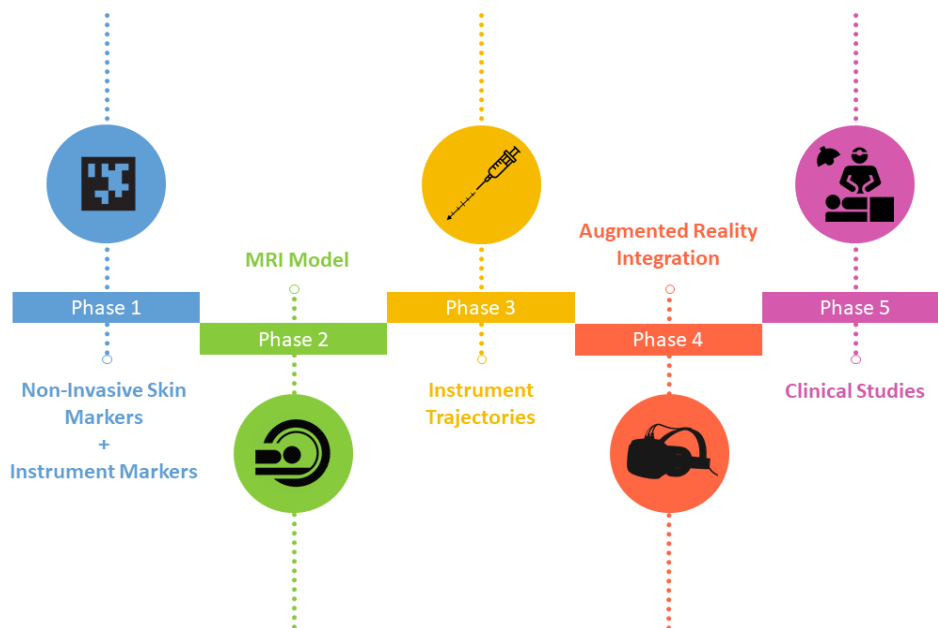 Phase 1
Non-Invasive Skin
Markers
+
Instrument Markers
MRI Model
Phase 2
Phase 3
Instrument
Trajectories
Augmented Reality
Integration
Phase 4
Phase 5
Clinical Studies